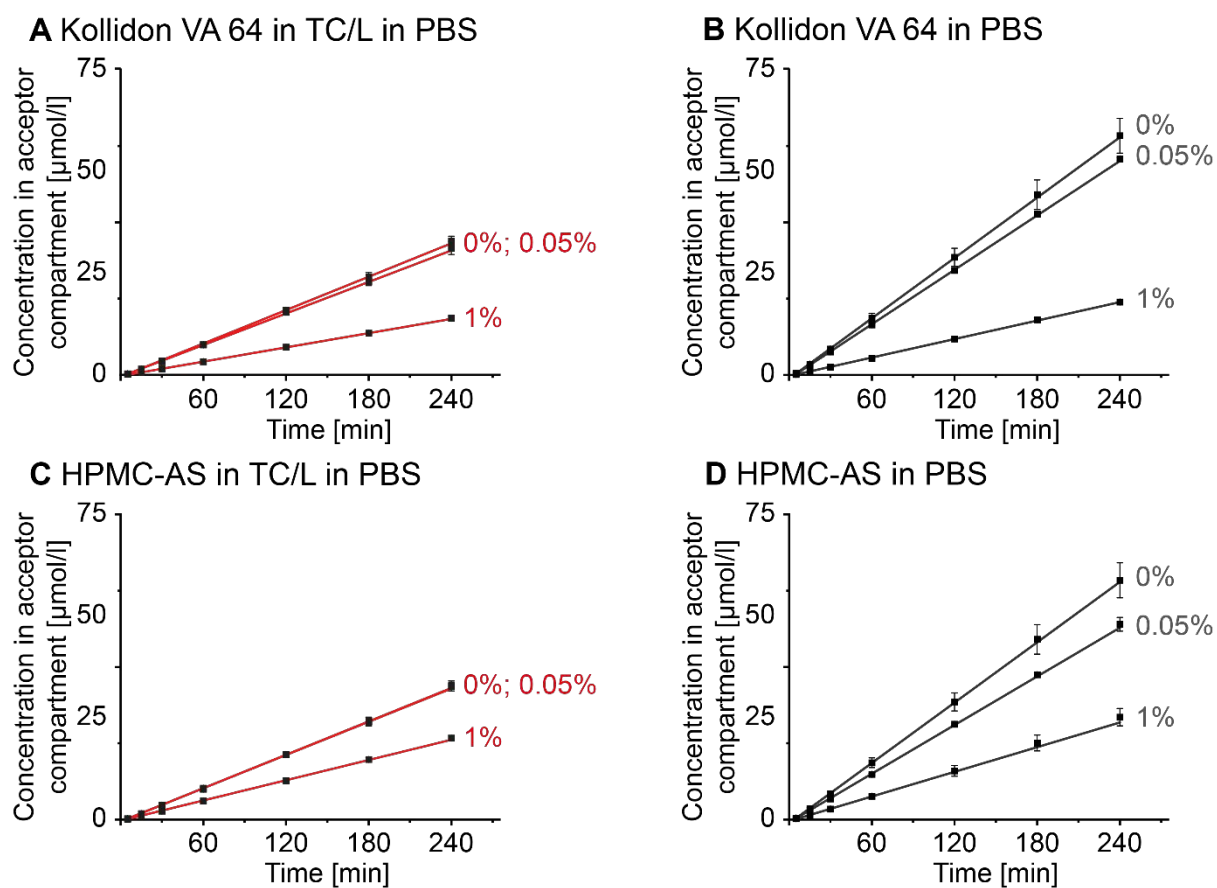 A Kollidon VA 64 in TC/L in PBS
Concentration in acceptor
compartment [µmol/l]
75
50
25
0
0%; 0.05%
1%
60 120 180 240
Time [min]
B Kollidon VA 64 in PBS
Concentration in acceptor
compartment [µmol/l]
75
50
25
0
0%
0.05%
1%
60 120 180 240
Time [min]
C HPMC-AS in TC/L in PBS
Concentration in acceptor
compartment [µmol/l]
75
50
25
0
0%; 0.05%
1%
60 120 180 240
Time [min]
D HPMC-AS in PBS
Concentration in acceptor
compartment [µmol/l]
75
50
25
0
0%
0.05%
1%
60 120 180 240
Time [min]